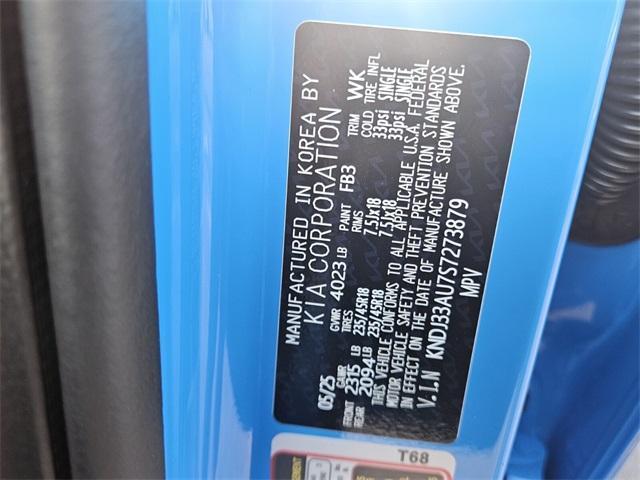 MANUFACTURED IN KOREA BY
KIA CORPORATION
05/25 GVWR 4023 LB PAINT FB3 TRIM WK
GAWR TIRES RIMS COLD TIRE INFL
FRONT 2315 LB 235/45R18 7.5Jx18 33psi SINGLE
REAR 2094 LB 235/45R18 7.5Jx18 33psi SINGLE
THIS VEHICLE CONFORMS TO ALL APPLICABLE U.S.A. FEDERAL
MOTOR VEHICLE SAFETY AND THEFT PREVENTION STANDARDS
IN EFFECT ON THE DATE OF MANUFACTURE SHOWN ABOVE.
V.I.N KNDJ33AU7S7273879
MPV
T68